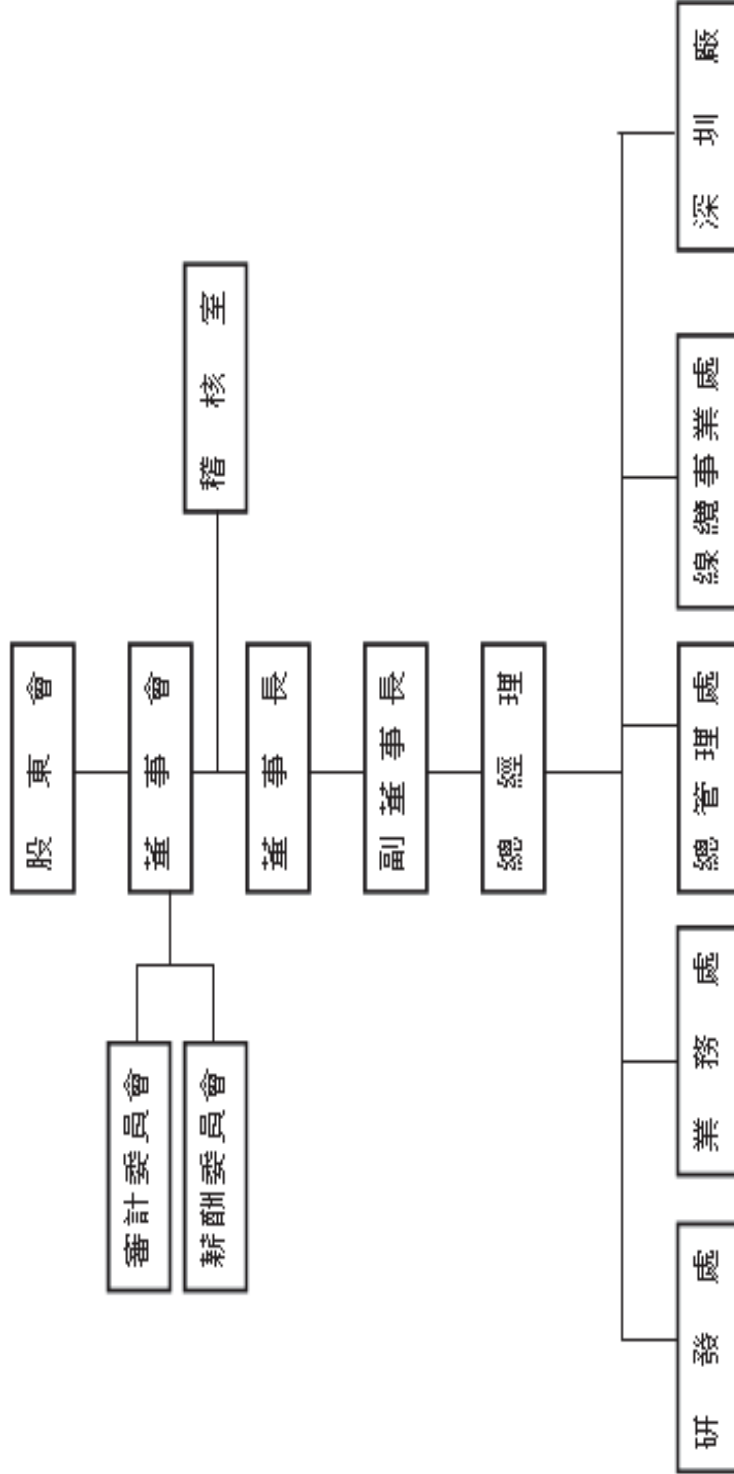 股東會
董事會
審計委員會
薪酬委員會
稽核室
董事長
副董事長
總經理
研發處
業務處
總管理處
線纜事業處
深圳廠